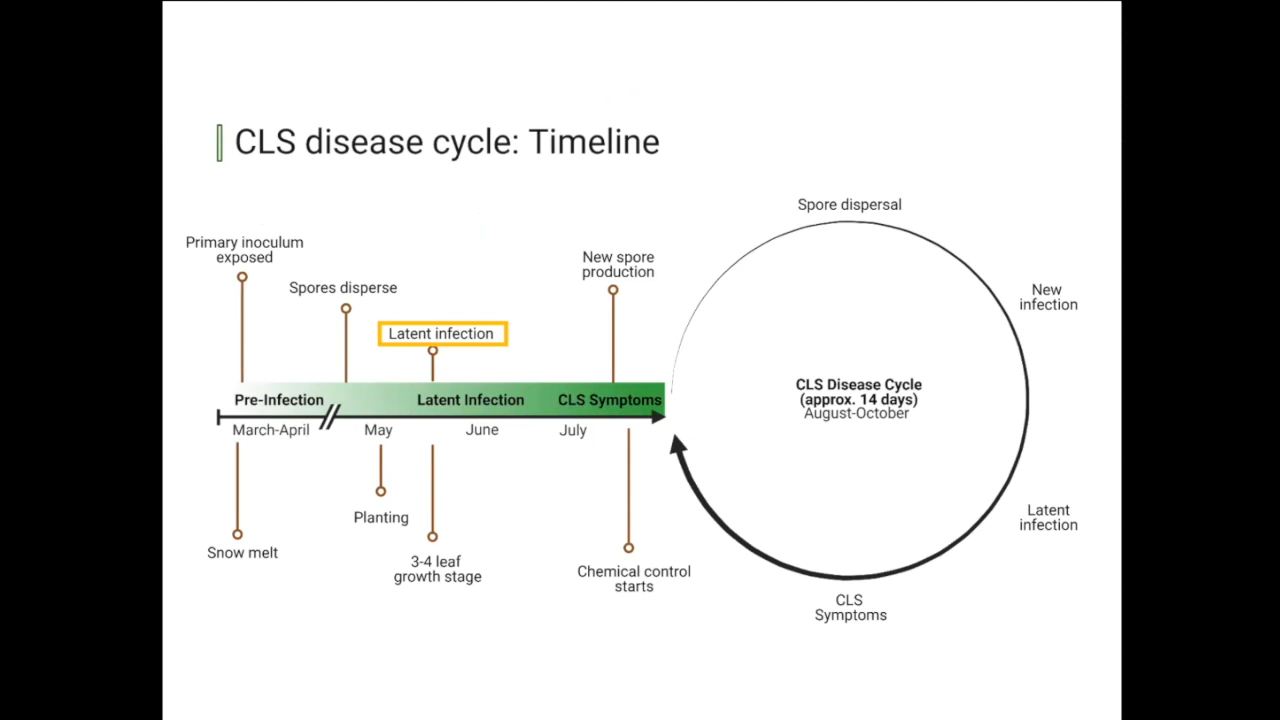 CLS disease cycle: Timeline
Primary inoculum
exposed
Spores disperse
Latent infection
New spore
production
Pre-Infection
Latent Infection
CLS Symptoms
March-April
May
June
July
Snow melt
Planting
3-4 leaf
growth stage
Chemical control
starts
Spore dispersal
New
infection
CLS Disease Cycle
(approx. 14 days)
August-October
Latent
infection
CLS
Symptoms